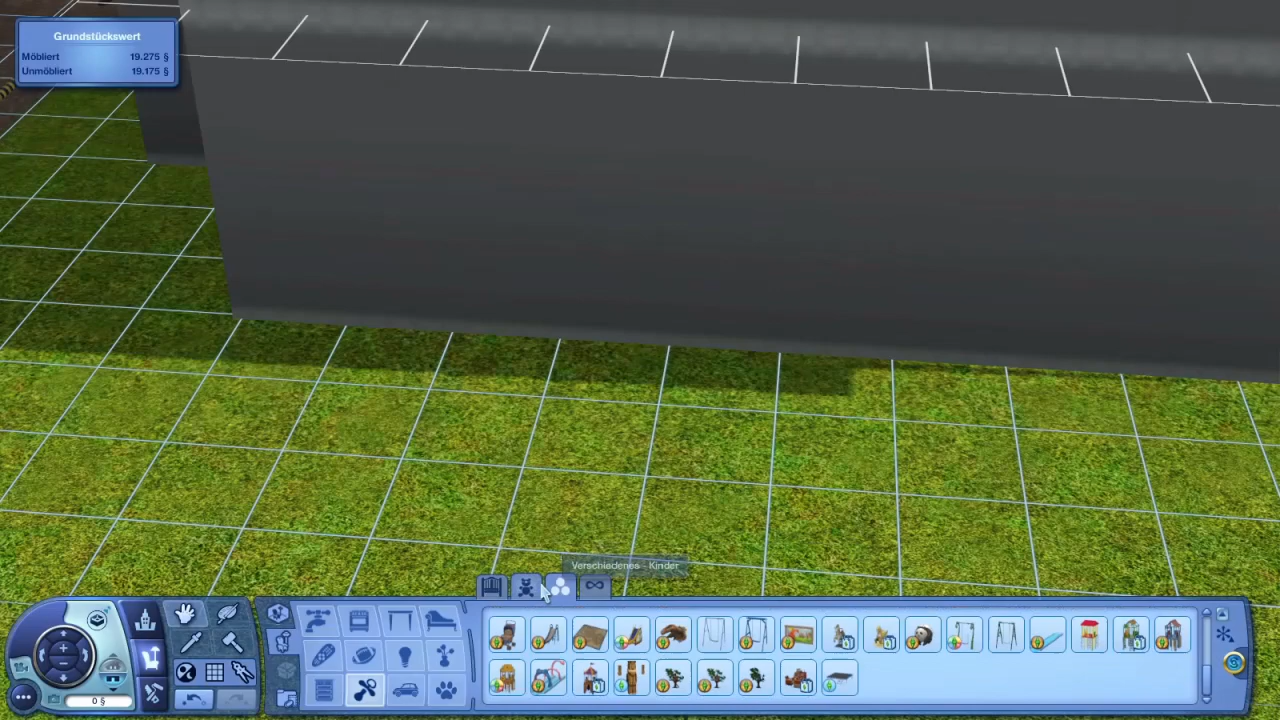 Grundstückswert
Möbliert 19.275 §
Unmöbliert 19.175 §
Verschiedenes - Kinder
0 §